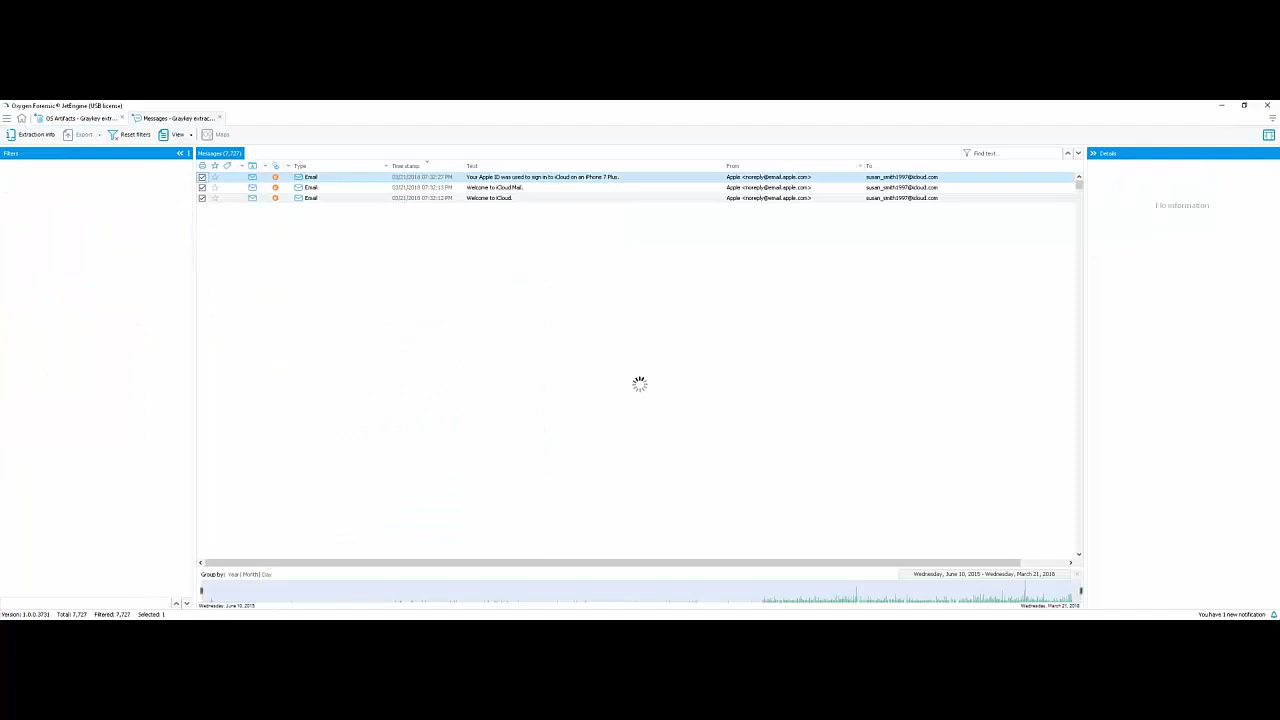 Oxygen Forensic® JetEngine (USB license)
OS Artifacts - Graykey extr...
Messages - Graykey extrac...
Extraction info
Export
Reset filters
View
Maps
Filters
Messages (7,727)
Find text...
Details
Type
Time stamp
Text
From
To
Email 03/21/2018 07:32:27 PM Your Apple ID was used to sign in to iCloud on an iPhone 7 Plus. Apple <noreply@email.apple.com> susan_smith1997@icloud.com
Email 03/21/2018 07:32:13 PM Welcome to iCloud Mail. Apple <noreply@email.apple.com> susan_smith1997@icloud.com
Email 03/21/2018 07:32:12 PM Welcome to iCloud. Apple <noreply@email.apple.com> susan_smith1997@icloud.com
No information
Group by: Year | Month | Day
Wednesday, June 10, 2015 - Wednesday, March 21, 2018
Wednesday, June 10, 2015
Wednesday, March 21, 2018
Version: 1.0.0.3731 Total: 7,727 Filtered: 7,727 Selected: 1
You have 1 new notification